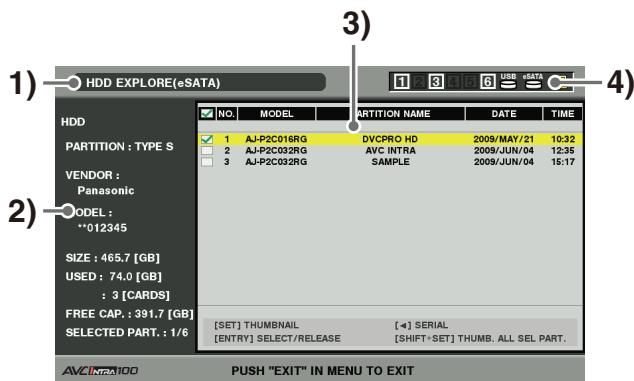 3)
1)
HDD EXPLORE(eSATA)
1 2 3 4 5 6 USB eSATA
4)
HDD
PARTITION : TYPE S
VENDOR :
Panasonic
2)
ODEL :
**012345
SIZE : 465.7 [GB]
USED : 74.0 [GB]
: 3 [CARDS]
FREE CAP. : 391.7 [GB]
SELECTED PART. : 1/6
NO. MODEL PARTITION NAME DATE TIME
1 AJ-P2C016RG DVCPRO HD 2009/MAY/21 10:32
2 AJ-P2C032RG AVC INTRA 2009/JUN/04 12:35
3 AJ-P2C032RG SAMPLE 2009/JUN/04 15:17
[SET] THUMBNAIL [◄] SERIAL
[ENTRY] SELECT/RELEASE [SHIFT+SET] THUMB. ALL SEL PART.
AVC INTRA 100 PUSH "EXIT" IN MENU TO EXIT